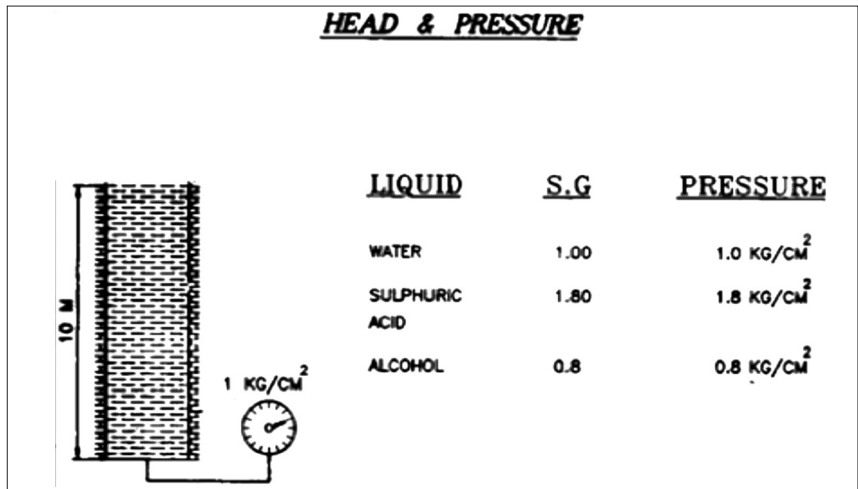 HEAD & PRESSURE
LIQUID S.G PRESSURE
WATER 1.00 1.0 KG/CM²
SULPHURIC 1.80 1.8 KG/CM²
ACID
ALCOHOL 0.8 0.8 KG/CM²
10 M
1 KG/CM²